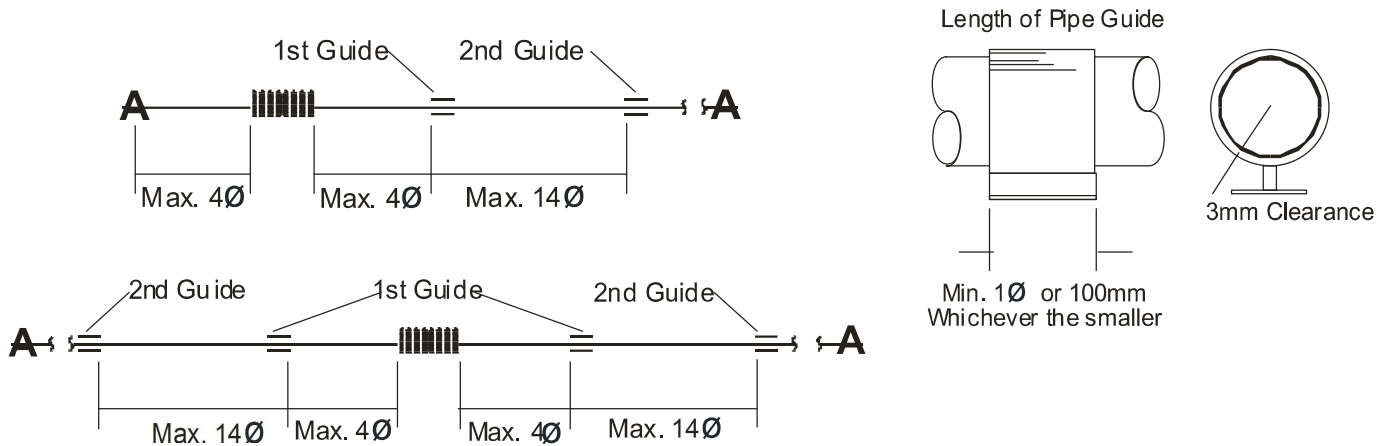 Length of Pipe Guide
1st Guide 2nd Guide
A A
Max. 4Ø Max. 4Ø Max. 14Ø
3mm Clearance
Min. 1Ø or 100mm
Whichever the smaller
2nd Guide 1st Guide 2nd Guide
A A
Max. 14Ø Max. 4Ø Max. 4Ø Max. 14Ø